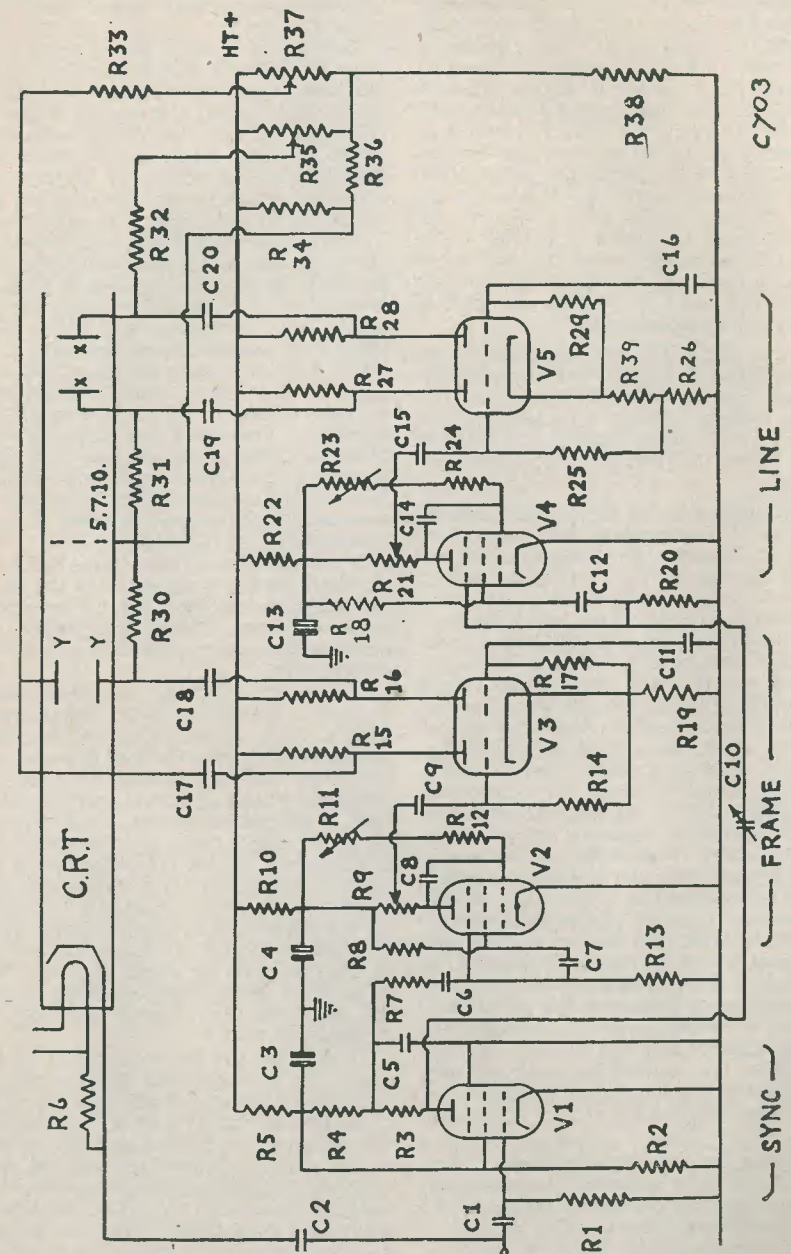 R33
HT+
R37
R32
R35
R36
R34
R38
C703
C20
R28
C16
X X
R27
R29
V5
R39
R26
C19
C15
R31
5.7.10.
R23
R24
R25
R22
C14
V4
LINE
R21
C12
R20
R30
C13
R18
Y Y
C18
R16
R17
C11
R19
V3
R15
R14
C17
C9
C10
FRAME
R11
R12
C.R.T
R10
R9
C8
V2
C4
R8
C7
R13
R7
C6
C3
C5
R6
R5
R4
R3
V1
R2
SYNC
C2
C1
R1